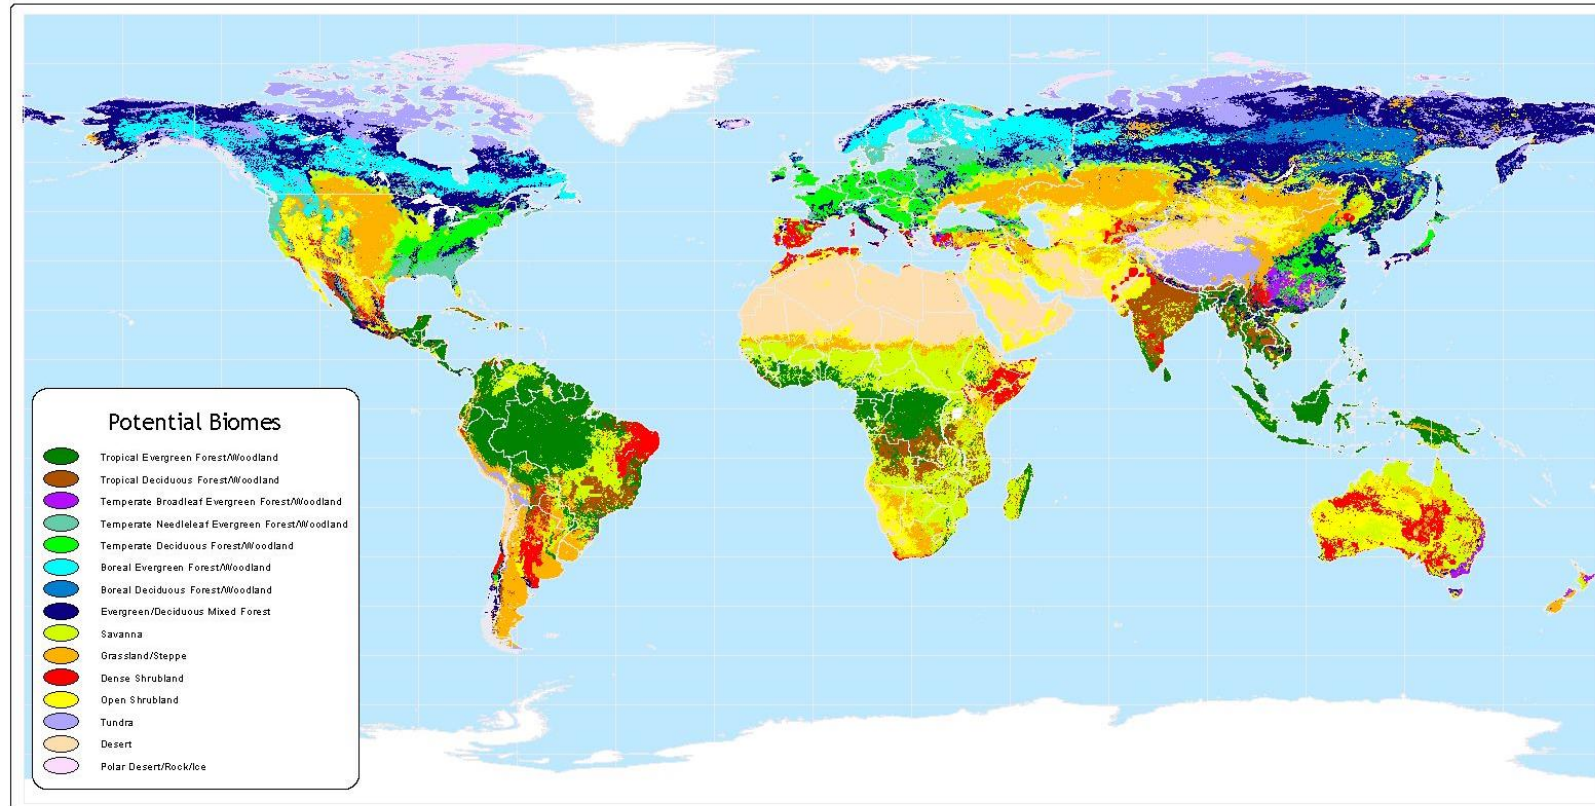 Potential Biomes
Tropical Evergreen Forest/Woodland
Tropical Deciduous Forest/Woodland
Temperate Broadleaf Evergreen Forest/Woodland
Temperate Needleleaf Evergreen Forest/Woodland
Temperate Deciduous Forest/Woodland
Boreal Evergreen Forest/Woodland
Boreal Deciduous Forest/Woodland
Evergreen/Deciduous Mixed Forest
Savanna
Grassland/Steppe
Dense Shrubland
Open Shrubland
Tundra
Desert
Polar Desert/Rock/Ice